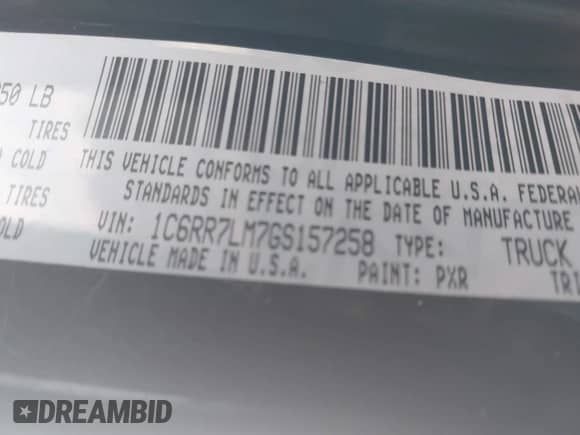 50 LB
TIRES
COLD
THIS VEHICLE CONFORMS TO ALL APPLICABLE U.S.A. FEDERAL
TIRES
STANDARDS IN EFFECT ON THE DATE OF MANUFACTURE
OLD
VIN: 1C6RR7LM7GS157258 TYPE: TRUCK
VEHICLE MADE IN U.S.A. PAINT: PXR TRI
DREAMBID